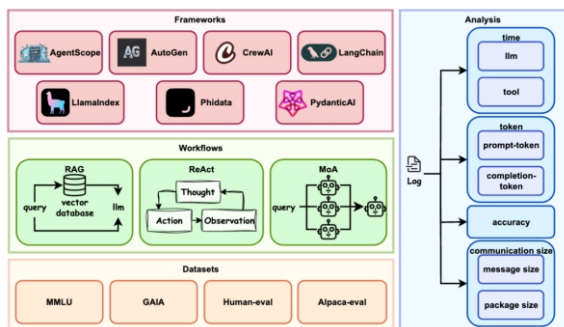 Frameworks
AgentScope
AG
AutoGen
CrewAI
LangChain
LlamaIndex
Phidata
PydanticAI
Workflows
RAG
query
vector
database
llm
ReAct
Thought
Action
Observation
MoA
query
Datasets
MMLU
GAIA
Human-eval
Alpaca-eval
Analysis
Log
time
llm
tool
token
prompt-token
completion-
token
accuracy
communication size
message size
package size